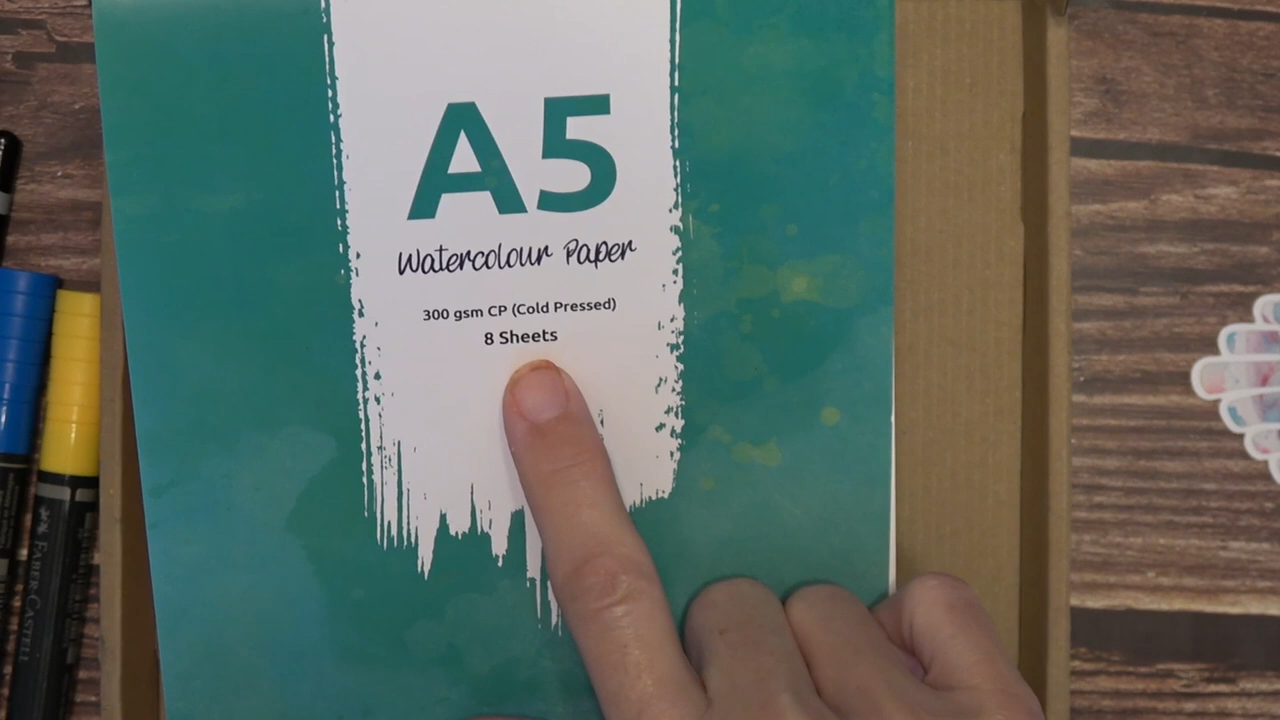 A5
Watercolour Paper
300 gsm CP (Cold Pressed)
8 Sheets
FABER-CASTELL